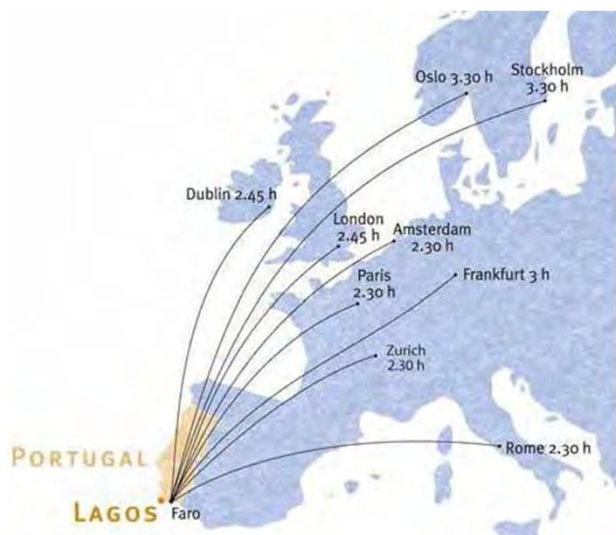 Oslo 3.30 h
Stockholm
3.30 h
Dublin 2.45 h
London
2.45 h
Amsterdam
2.30 h
Paris
2.30 h
Frankfurt 3 h
Zurich
2.30 h
Rome 2.30 h
PORTUGAL
LAGOS
Faro